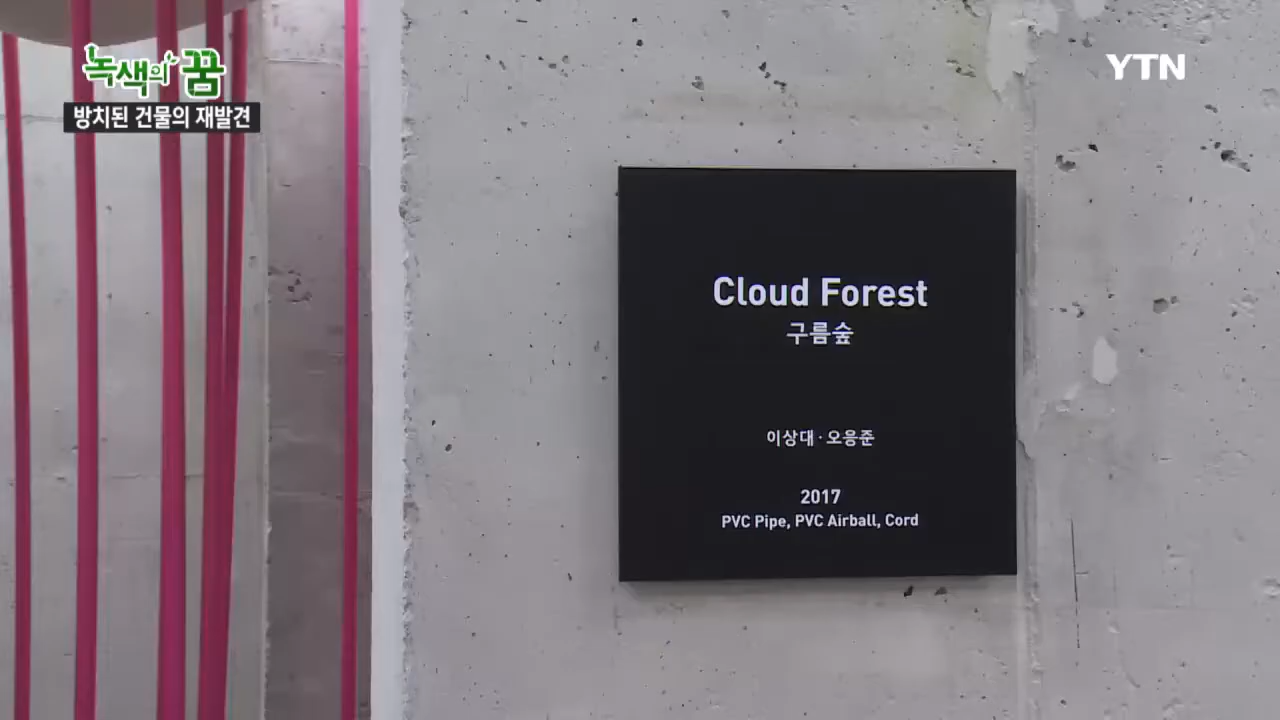 녹색의 꿈
방치된 건물의 재발견
YTN
Cloud Forest
구름숲
이상대·오응준
2017
PVC Pipe, PVC Airball, Cord